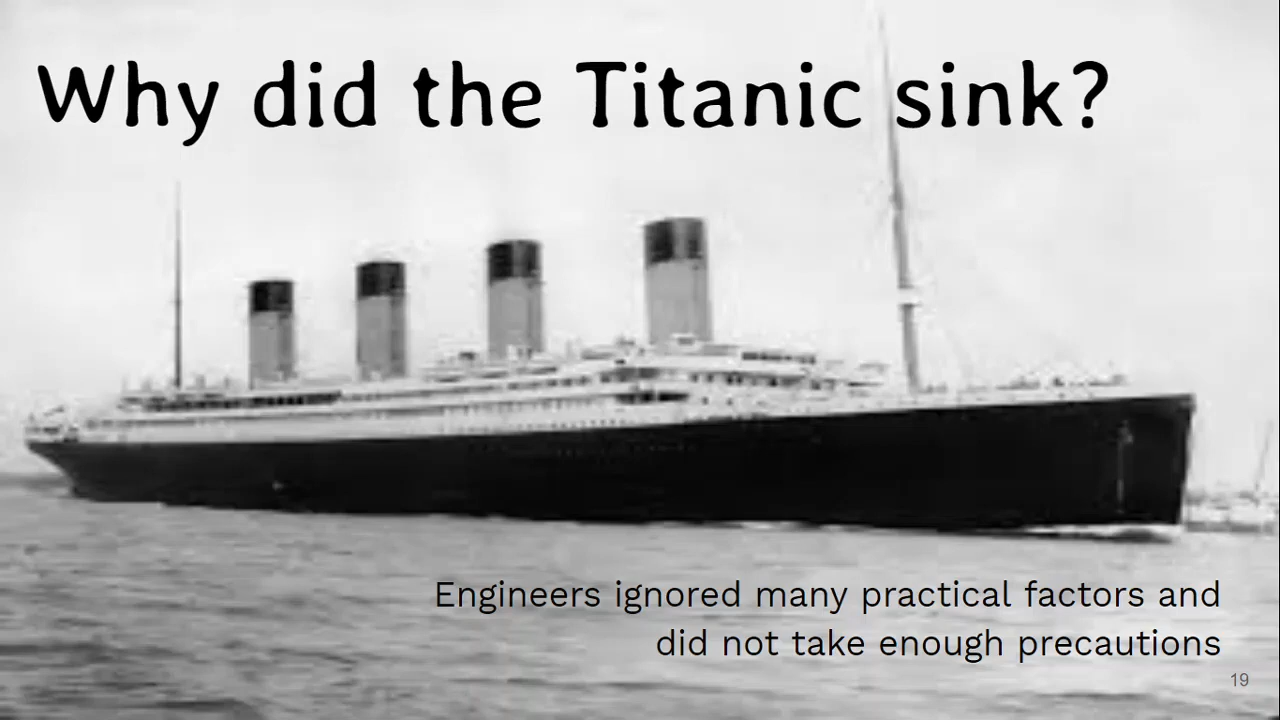 Why did the Titanic sink?
Engineers ignored many practical factors and
did not take enough precautions
19